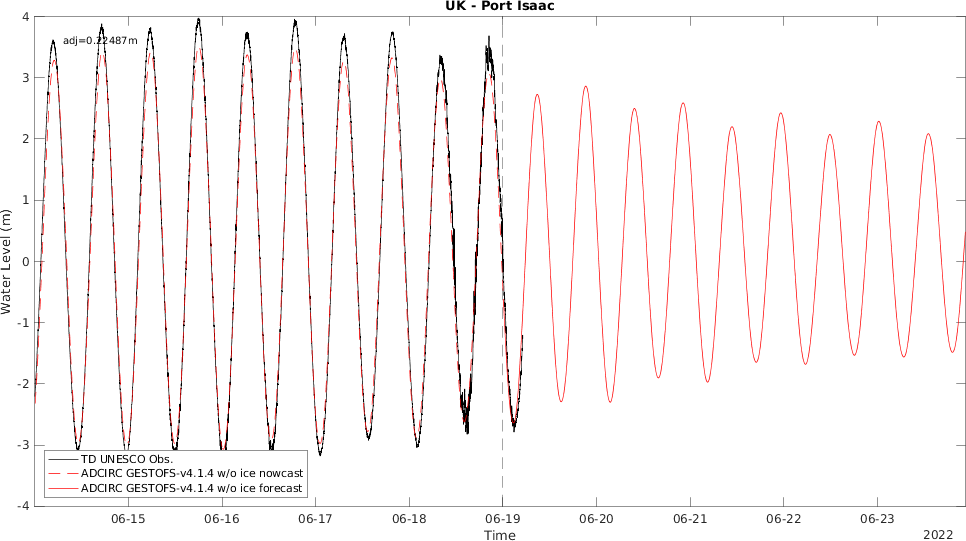 UK - Port Isaac
adj=0.22487m
Water Level (m)
4
3
2
1
0
-1
-2
-3
-4
TD UNESCO Obs.
ADCIRC GESTOFS-v4.1.4 w/o ice nowcast
ADCIRC GESTOFS-v4.1.4 w/o ice forecast
06-15 06-16 06-17 06-18 06-19 06-20 06-21 06-22 06-23
Time
2022